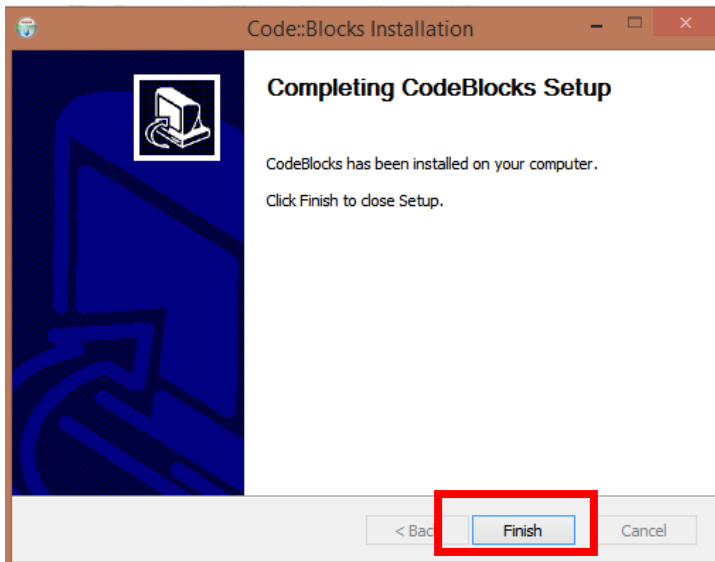 Code::Blocks Installation
Completing CodeBlocks Setup
CodeBlocks has been installed on your computer.
Click Finish to close Setup.
< Bac Finish Cancel